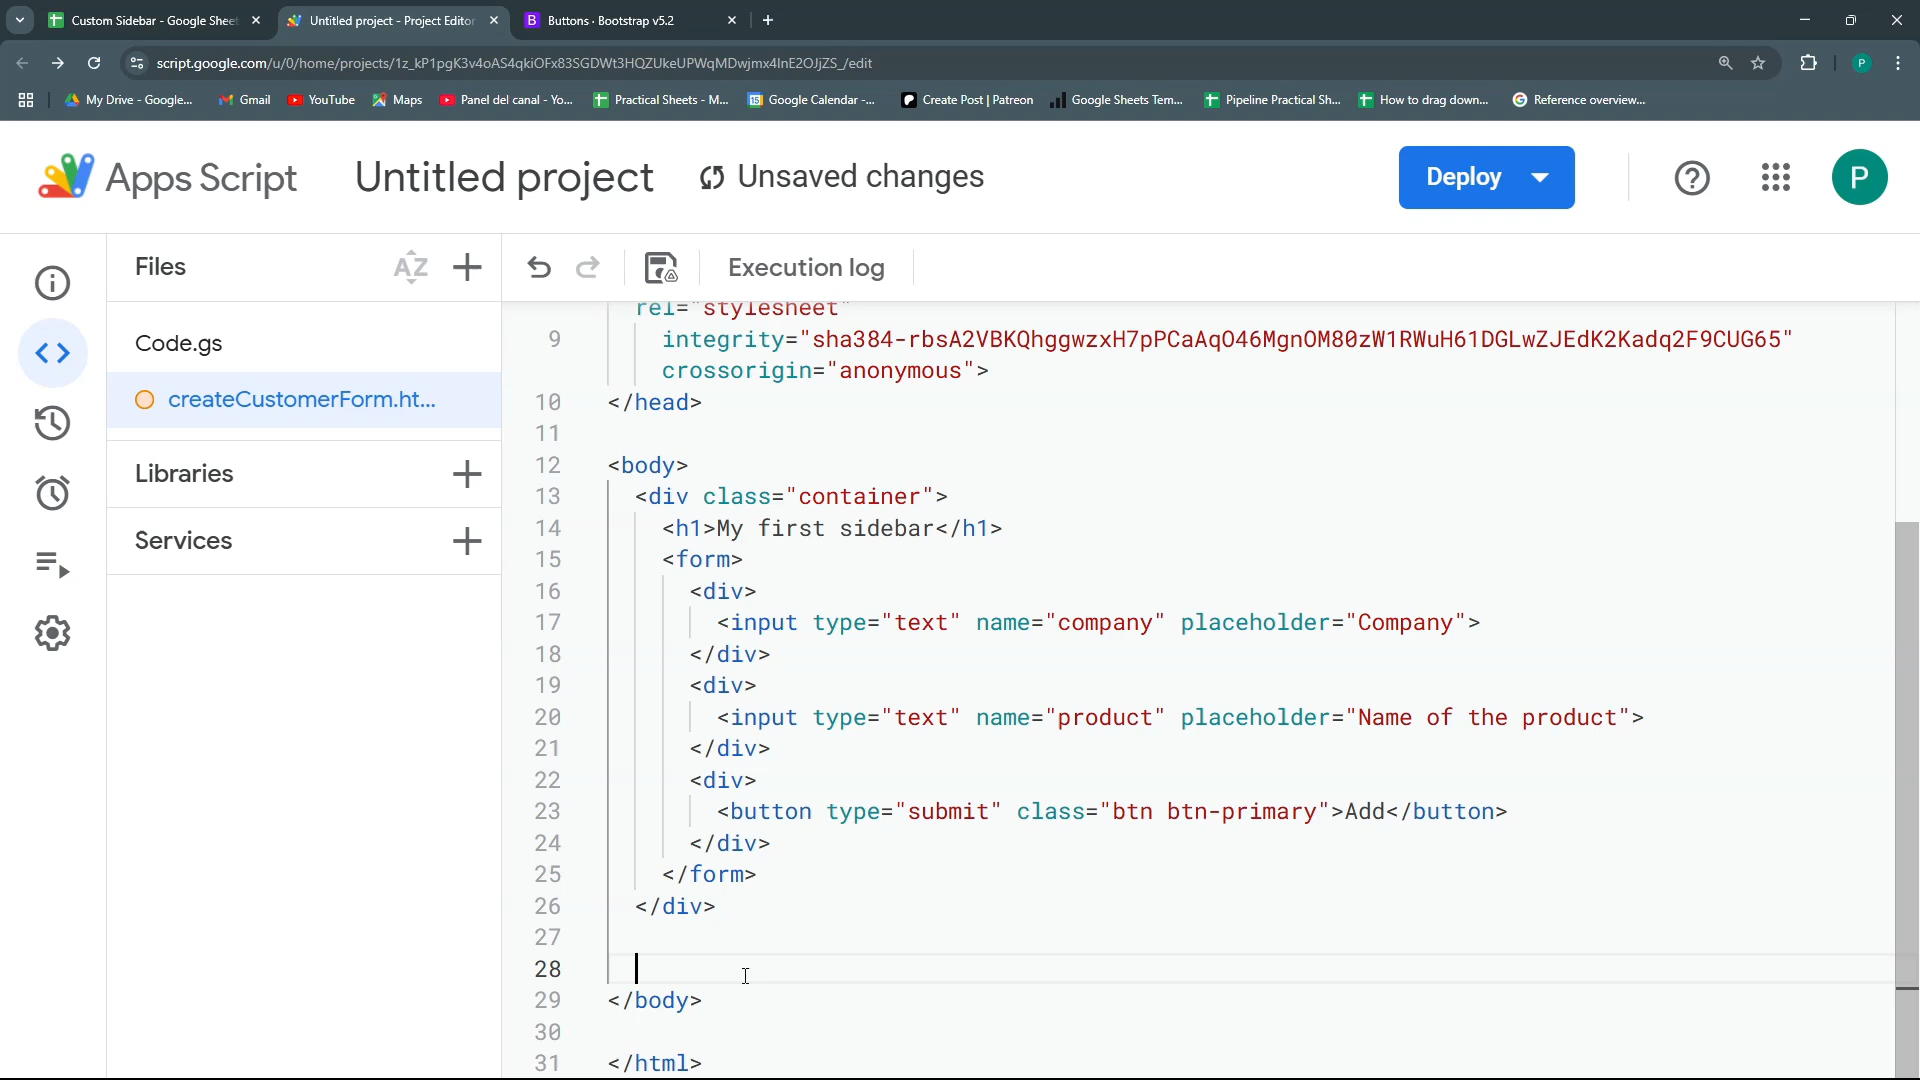 Custom Sidebar - Google Shee
Untitled project - Project Editor
B Buttons · Bootstrap v5.2
script.google.com/u/0/home/projects/1z_kP1pgK3v4oAS4qkiOFx83SGDWt3HQZUkeUPWqMDwjmx4lnE2OJjZS_/edit
P
My Drive - Google...
Gmail
YouTube
Maps
Panel del canal - Yo...
Practical Sheets - M...
Google Calendar -...
Create Post | Patreon
Google Sheets Tem...
Pipeline Practical Sh...
How to drag down...
Reference overview...
Apps Script
Untitled project
Unsaved changes
Deploy
P
Files
AZ
Execution log
Code.gs
createCustomerForm.ht...
Libraries
Services
rel="stylesheet"
9 integrity="sha384-rbsA2VBKQhggwzxH7pPCaAqO46MgnOM80zW1RWuH61DGLwZJEdK2Kadq2F9CUG65"
crossorigin="anonymous">
10 </head>
11
12 <body>
13 <div class="container">
14 <h1>My first sidebar</h1>
15 <form>
16 <div>
17 <input type="text" name="company" placeholder="Company">
18 </div>
19 <div>
20 <input type="text" name="product" placeholder="Name of the product">
21 </div>
22 <div>
23 <button type="submit" class="btn btn-primary">Add</button>
24 </div>
25 </form>
26 </div>
27
28
29 </body>
30
31 </html>